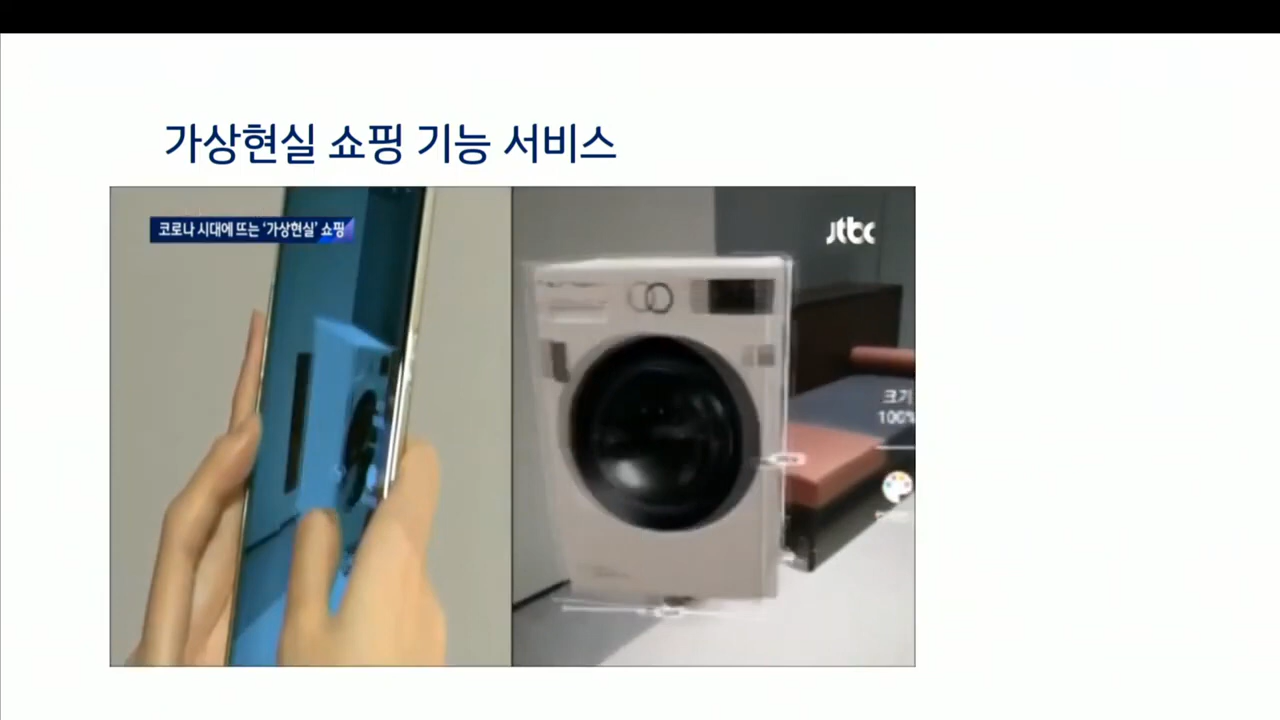 가상현실 쇼핑 기능 서비스
코로나 시대에 뜨는 '가상현실' 쇼핑
jtbc
크기
100%